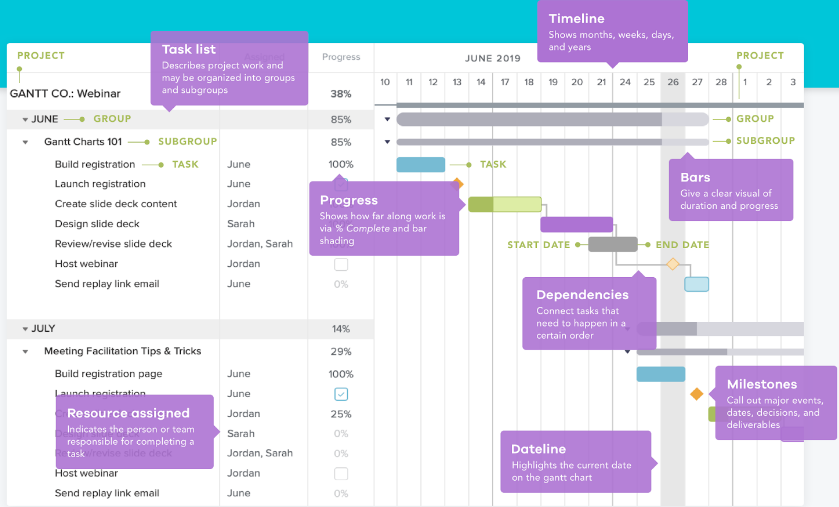 Timeline
Shows months, weeks, days,
and years
Task list
Describes project work and
may be organized into groups
and subgroups
PROJECT
Progress
JUNE 2019
PROJECT
10 11 12 13 14 17 18 19 20 21 24 25 26 27 28 1 2 3
GANTT CO.: Webinar 38%
JUNE GROUP 85% GROUP
Gantt Charts 101 SUBGROUP 85% SUBGROUP
Build registration TASK June 100% TASK
Launch registration June
Create slide deck content Jordan
Design slide deck Sarah
Review/revise slide deck Jordan, Sarah
Host webinar Jordan
Send replay link email June 0%
Progress
Shows how far along work is
via % Complete and bar
shading
Bars
Give a clear visual of
duration and progress
START DATE END DATE
Dependencies
Connect tasks that
need to happen in a
certain order
JULY 14%
Meeting Facilitation Tips & Tricks 29%
Build registration page June 100%
Launch registration June
Jordan 25%
Sarah 0%
Jordan, Sarah 0%
Host webinar Jordan
Send replay link email June 0%
Resource assigned
Indicates the person or team
responsible for completing a
task
Milestones
Call out major events,
dates, decisions, and
deliverables
Dateline
Highlights the current date
on the gantt chart